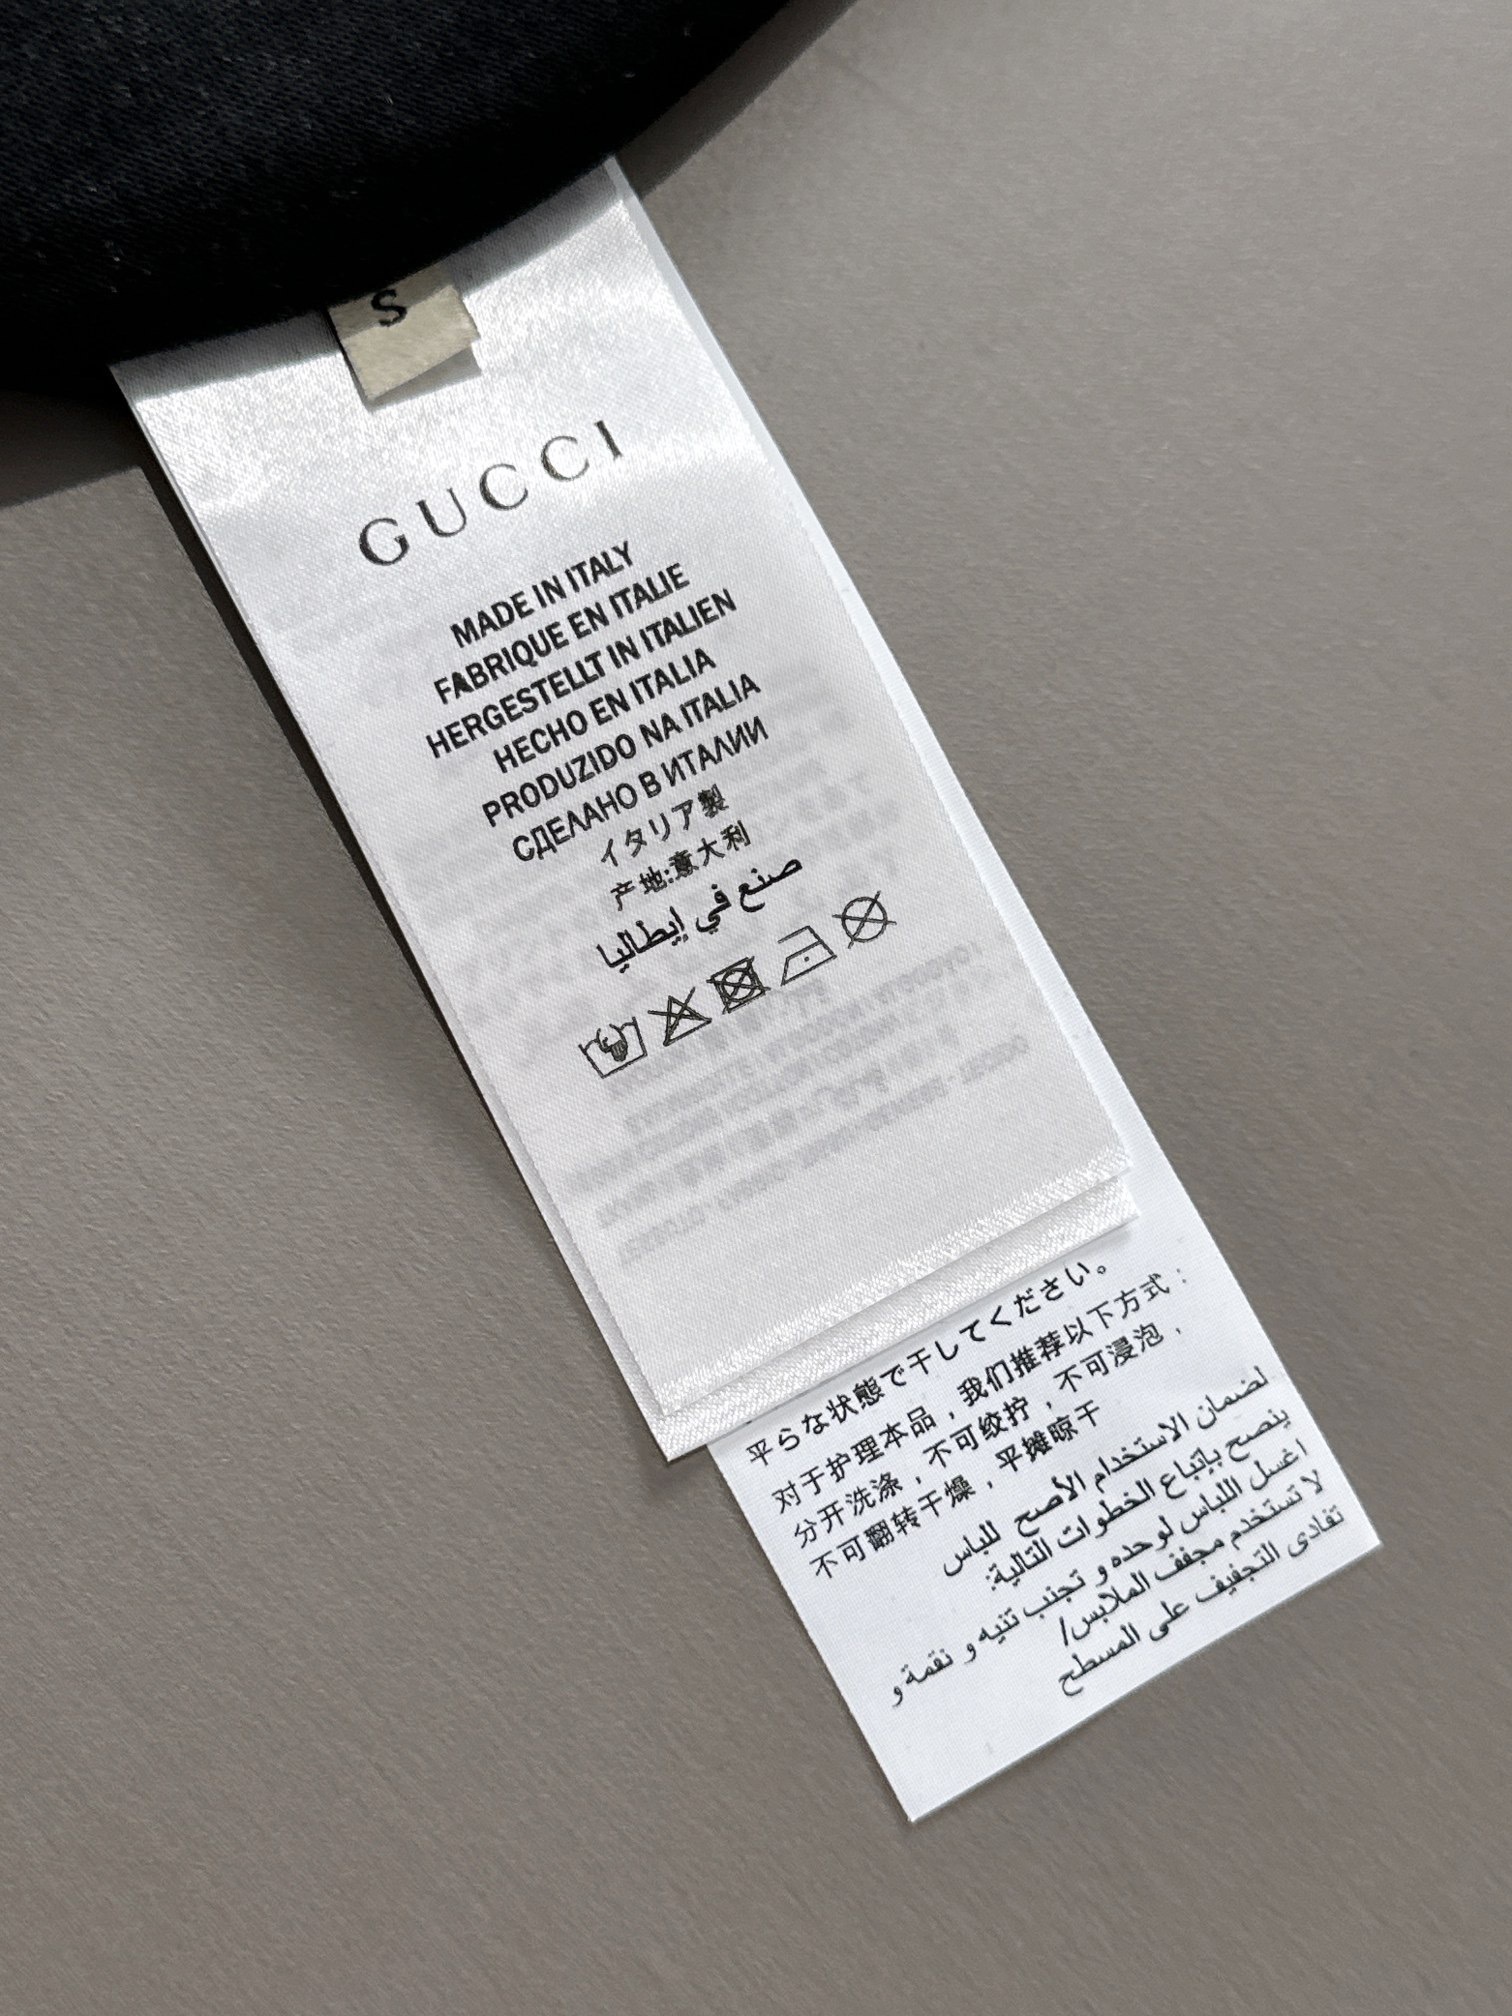 S
GUCCI
MADE IN ITALY
FABRIQUE EN ITALIE
HERGESTELLT IN ITALIEN
HECHO EN ITALIA
PRODUZIDO NA ITALIA
СДЕЛАНО В ИТАЛИИ
イタリア製
产地:意大利
صنع في إيطاليا
平らな状態で干してください。
对于护理本品，我们推荐以下方式：
分开洗涤，不可绞拧，不可浸泡，
不可翻转干燥，平摊晾干
لضمان الاستخدام الأصح للباس
ينصح بإتباع الخطوات التالية:
اغسل اللباس لوحده و تجنب تنيه و نقمة و
لا تستخدم مجفف الملابس/
تفادى التجفيف على المسطح